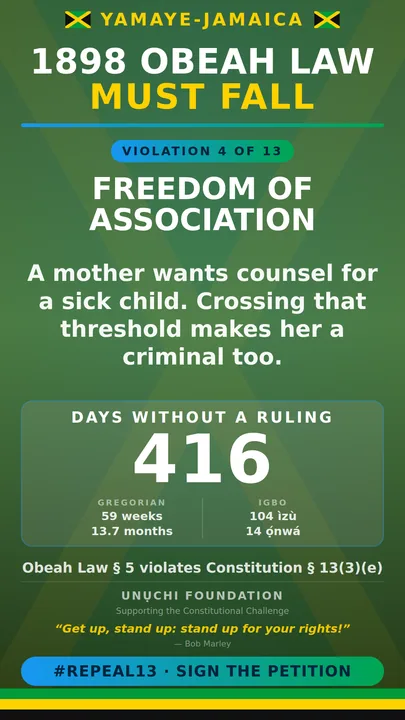 YAMAYE-JAMAICA
1898 OBEAH LAW
MUST FALL
VIOLATION 4 OF 13
FREEDOM OF
ASSOCIATION
A mother wants counsel for
a sick child. Crossing that
threshold makes her a
criminal too.
DAYS WITHOUT A RULING
416
GREGORIAN
59 weeks
13.7 months
IGBO
104 ìzù
14 ọ́nwá
Obeah Law § 5 violates Constitution § 13(3)(e)
UNỤCHI FOUNDATION
Supporting the Constitutional Challenge
“Get up, stand up: stand up for your rights!”
— Bob Marley
#REPEAL13 · SIGN THE PETITION